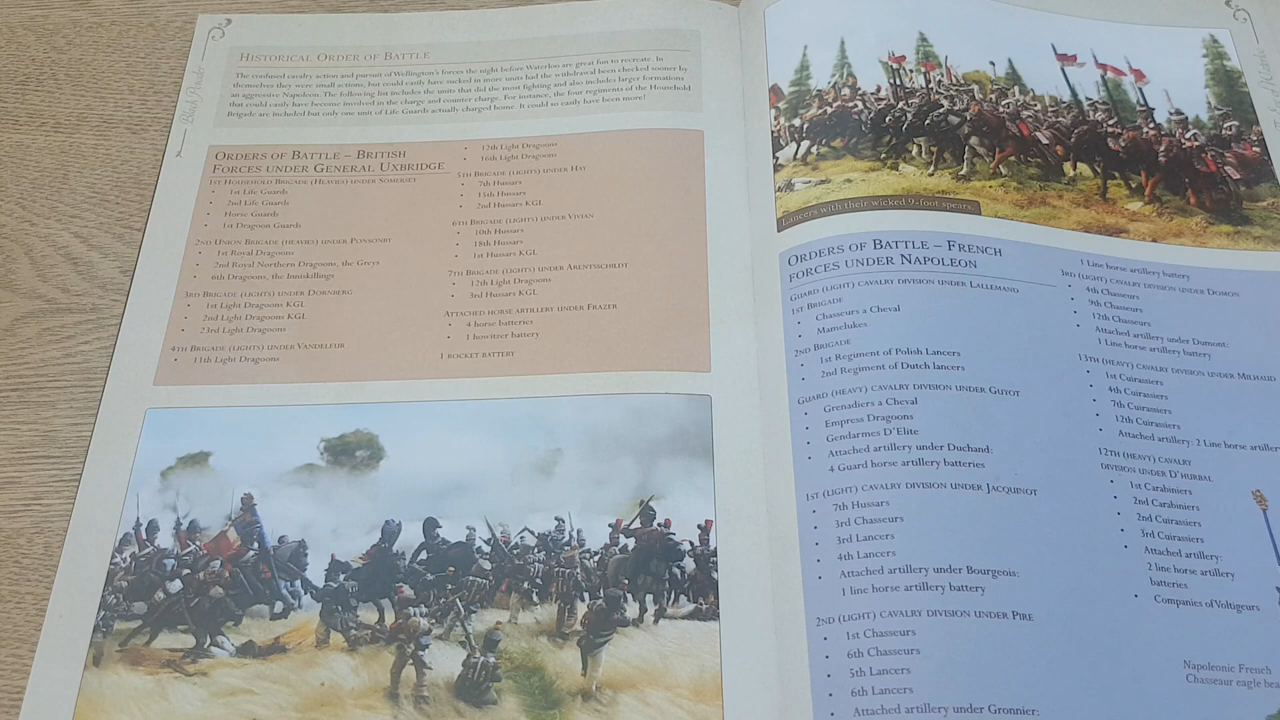 Historical Order of Battle
The confused cavalry action and pursuit of Wellington's forces the night before Waterloo are great fun to recreate. In
themselves they were small actions, but could easily have sucked in more units had the withdrawal been checked sooner by
an aggressive Napoleon. The following list includes the units that did the most fighting and also includes larger formations
that could easily have become involved in the charge and counter charge. For instance, the four regiments of the Household
Brigade are included but only one unit of Life Guards actually charged home. It could so easily have been more!
Black Powder
Orders of Battle – British
Forces under General Uxbridge
1st Household Brigade (Heavies) under Somerset
• 1st Life Guards
• 2nd Life Guards
• Horse Guards
• 1st Dragoon Guards
2nd Union Brigade (heavies) under Ponsonby
• 1st Royal Dragoons
• 2nd Royal Northern Dragoons, the Greys
• 6th Dragoons, the Inniskillings
3rd Brigade (lights) under Dornberg
• 1st Light Dragoons KGL
• 2nd Light Dragoons KGL
• 23rd Light Dragoons
4th Brigade (lights) under Vandeleur
• 11th Light Dragoons
• 12th Light Dragoons
• 16th Light Dragoons
5th Brigade (lights) under Hay
• 7th Hussars
• 15th Hussars
• 2nd Hussars KGL
6th Brigade (lights) under Vivian
• 10th Hussars
• 18th Hussars
• 1st Hussars KGL
7th Brigade (lights) under Arentsschildt
• 12th Light Dragoons
• 3rd Hussars KGL
Attached horse artillery under Frazer
• 4 horse batteries
• 1 howitzer battery
1 rocket battery
Lancers with their wicked 9-foot spears.
Orders of Battle – French
forces under Napoleon
Guard (light) cavalry division under Lallemand
1st Brigade
• Chasseurs a Cheval
• Mamelukes
2nd Brigade
• 1st Regiment of Polish Lancers
• 2nd Regiment of Dutch lancers
Guard (heavy) cavalry division under Guyot
• Grenadiers a Cheval
• Empress Dragoons
• Gendarmes D'Elite
• Attached artillery under Duchand:
4 Guard horse artillery batteries
1st (light) cavalry division under Jacquinot
• 7th Hussars
• 3rd Chasseurs
• 3rd Lancers
• 4th Lancers
• Attached artillery under Bourgeois:
1 line horse artillery battery
2nd (light) cavalry division under Pire
• 1st Chasseurs
• 6th Chasseurs
• 5th Lancers
• 6th Lancers
• Attached artillery under Gronnier:
1 Line horse artillery battery
3rd (light) cavalry division under Domon
• 4th Chasseurs
• 9th Chasseurs
• 12th Chasseurs
• Attached artillery under Dumont:
1 Line horse artillery battery
13th (heavy) cavalry division under Milhaud
• 1st Cuirassiers
• 4th Cuirassiers
• 7th Cuirassiers
• 12th Cuirassiers
• Attached artillery: 2 Line horse artillery
12th (heavy) cavalry
division under D'Hurbal
• 1st Carabiniers
• 2nd Carabiniers
• 2nd Cuirassiers
• 3rd Cuirassiers
• Attached artillery:
2 line horse artillery
batteries
• Companies of Voltigeurs
Napoleonic French
Chasseur eagle